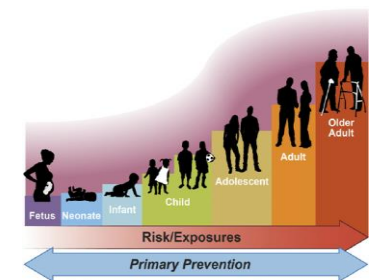 Fetus
Neonate
Infant
Child
Adolescent
Adult
Older
Adult
Risk/Exposures
Primary Prevention